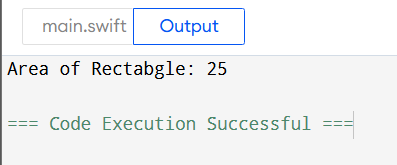 main.swift Output
Area of Rectabgle: 25
=== Code Execution Successful ===